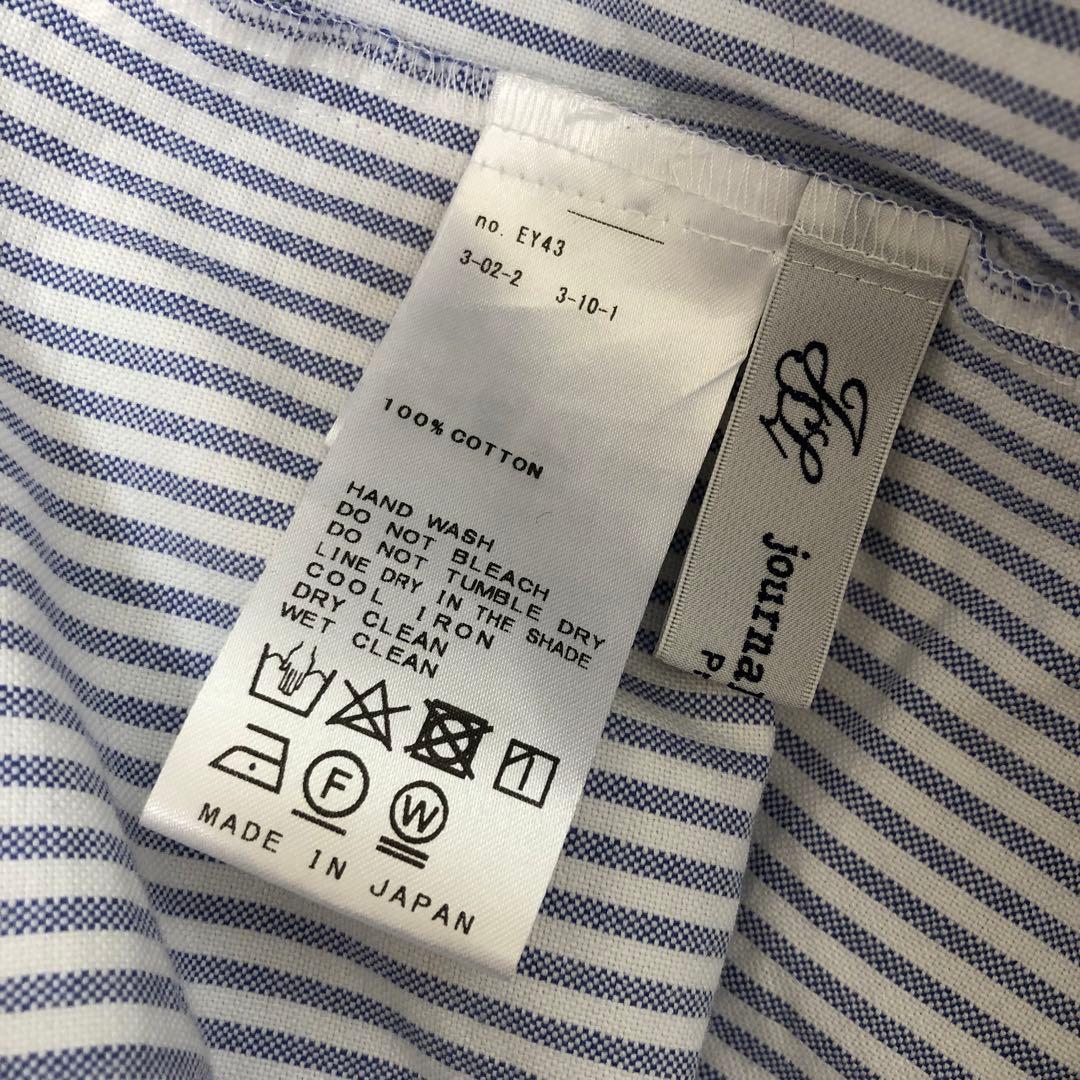 no. EY43
3-02-2 3-10-1
100% COTTON
HAND WASH
DO NOT BLEACH
DO NOT TUMBLE DRY
LINE DRY IN THE SHADE
COOL IRON
DRY CLEAN
WET CLEAN
F
W
MADE IN JAPAN
journal